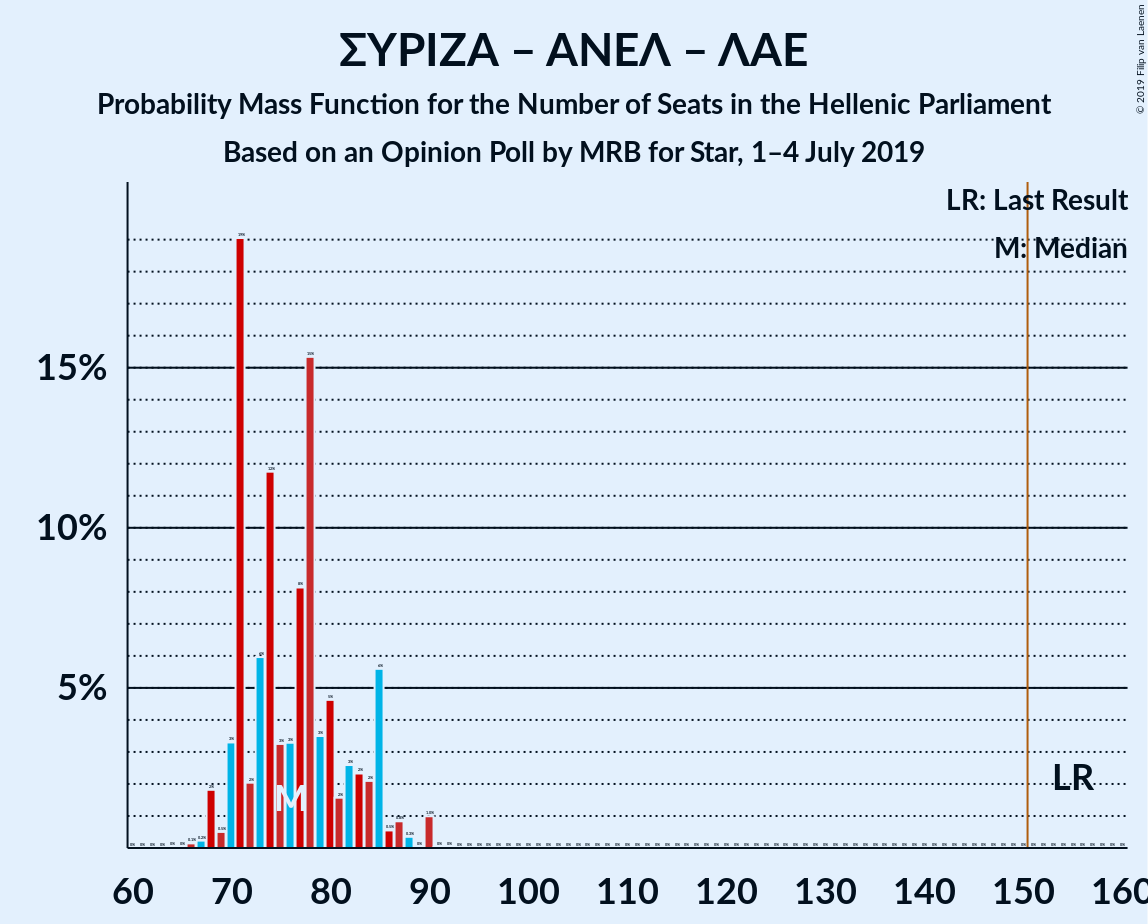 ΣΥΡΙΖΑ – ΑΝΕΛ – ΛΑΕ
Probability Mass Function for the Number of Seats in the Hellenic Parliament
Based on an Opinion Poll by MRB for Star, 1–4 July 2019
© 2019 Filip van Laenen
LR: Last Result
M: Median
15%
10%
5%
M
LR
60 70 80 90 100 110 120 130 140 150 160